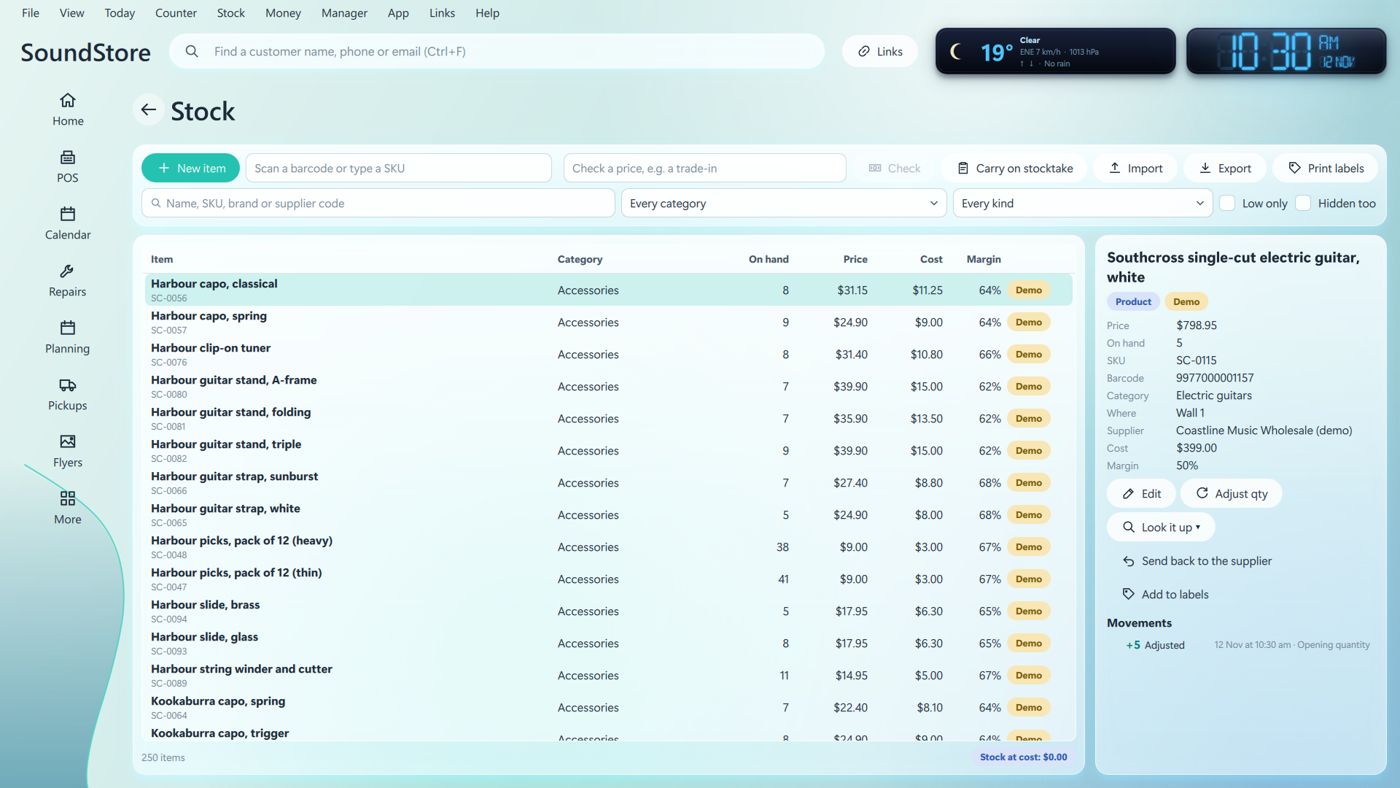 File View Today Counter Stock Money Manager App Links Help
SoundStore
Find a customer name, phone or email (Ctrl+F)
Links
19°
Clear
ENE 7 km/h · 1013 hPa
↑ ↓ · No rain
10:30 AM
12 NOV
Home
POS
Calendar
Repairs
Planning
Pickups
Flyers
More
Stock
New item
Scan a barcode or type a SKU
Check a price, e.g. a trade-in
Check
Carry on stocktake
Import
Export
Print labels
Name, SKU, brand or supplier code
Every category
Every kind
Low only
Hidden too
Item Category On hand Price Cost Margin
Harbour capo, classical
SC-0056
Accessories 8 $31.15 $11.25 64% Demo
Harbour capo, spring
SC-0057
Accessories 9 $24.90 $9.00 64% Demo
Harbour clip-on tuner
SC-0076
Accessories 8 $31.40 $10.80 66% Demo
Harbour guitar stand, A-frame
SC-0080
Accessories 7 $39.90 $15.00 62% Demo
Harbour guitar stand, folding
SC-0081
Accessories 7 $35.90 $13.50 62% Demo
Harbour guitar stand, triple
SC-0082
Accessories 9 $39.90 $15.00 62% Demo
Harbour guitar strap, sunburst
SC-0066
Accessories 7 $27.40 $8.80 68% Demo
Harbour guitar strap, white
SC-0065
Accessories 5 $24.90 $8.00 68% Demo
Harbour picks, pack of 12 (heavy)
SC-0048
Accessories 38 $9.00 $3.00 67% Demo
Harbour picks, pack of 12 (thin)
SC-0047
Accessories 41 $9.00 $3.00 67% Demo
Harbour slide, brass
SC-0094
Accessories 5 $17.95 $6.30 65% Demo
Harbour slide, glass
SC-0093
Accessories 8 $17.95 $6.30 65% Demo
Harbour string winder and cutter
SC-0089
Accessories 11 $14.95 $5.00 67% Demo
Kookaburra capo, spring
SC-0064
Accessories 7 $22.40 $8.10 64% Demo
Kookaburra capo, trigger
Accessories 8 $24.90 $9.00 64% Demo
250 items
Stock at cost: $0.00
Southcross single-cut electric guitar,
white
Product Demo
Price $798.95
On hand 5
SKU SC-0115
Barcode 9977000001157
Category Electric guitars
Where Wall 1
Supplier Coastline Music Wholesale (demo)
Cost $399.00
Margin 50%
Edit
Adjust qty
Look it up ▾
Send back to the supplier
Add to labels
Movements
+5 Adjusted 12 Nov at 10:30 am · Opening quantity